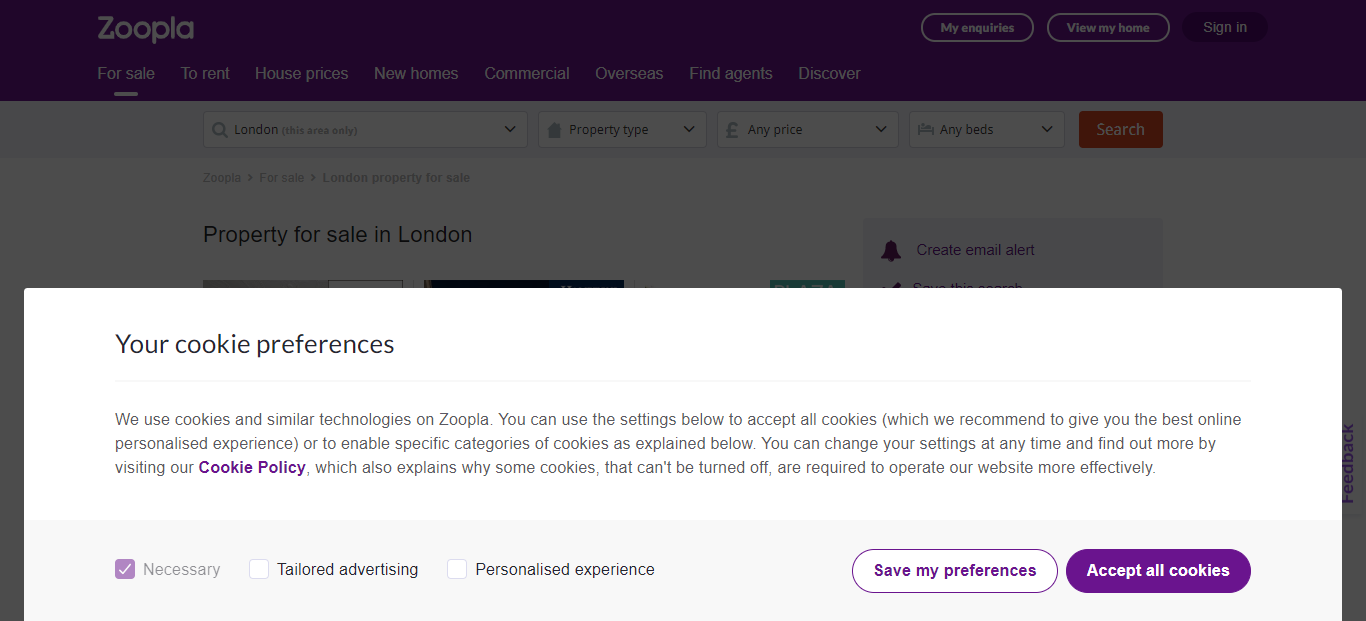 Zoopla
My enquiries
View my home
Sign in
For sale
To rent
House prices
New homes
Commercial
Overseas
Find agents
Discover
London (this area only)
Property type
£ Any price
Any beds
Search
Zoopla > For sale > London property for sale
Property for sale in London
Create email alert
Save this search
PLAZA
Your cookie preferences
We use cookies and similar technologies on Zoopla. You can use the settings below to accept all cookies (which we recommend to give you the best online
personalised experience) or to enable specific categories of cookies as explained below. You can change your settings at any time and find out more by
visiting our Cookie Policy, which also explains why some cookies, that can't be turned off, are required to operate our website more effectively.
Feedback
Necessary
Tailored advertising
Personalised experience
Save my preferences
Accept all cookies